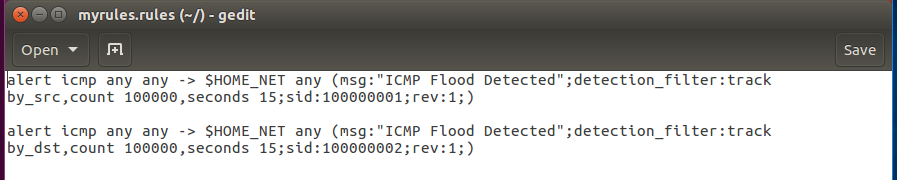 myrules.rules (~/) - gedit
Open Save
alert icmp any any -> $HOME_NET any (msg:"ICMP Flood Detected";detection_filter:track
by_src,count 100000,seconds 15;sid:100000001;rev:1;)
alert icmp any any -> $HOME_NET any (msg:"ICMP Flood Detected";detection_filter:track
by_dst,count 100000,seconds 15;sid:100000002;rev:1;)